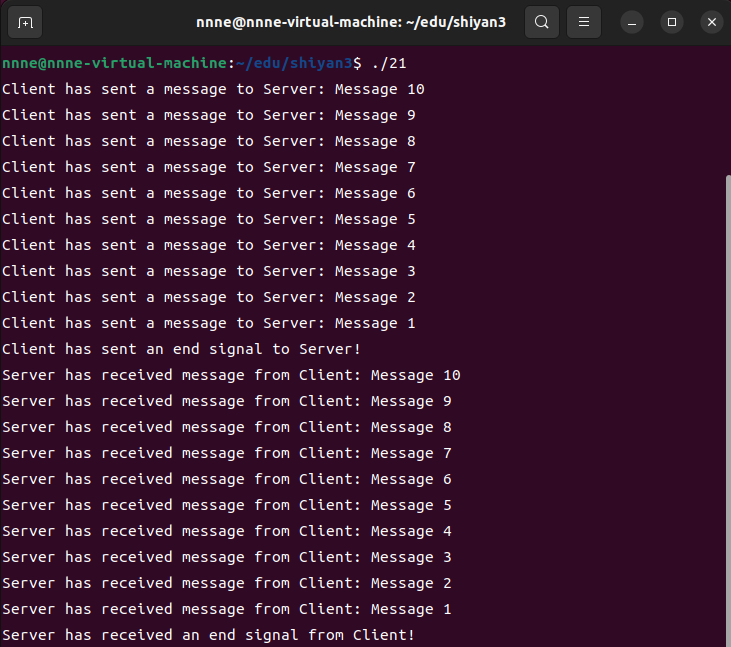 nnne@nnne-virtual-machine: ~/edu/shiyan3
nnne@nnne-virtual-machine:~/edu/shiyan3$ ./21
Client has sent a message to Server: Message 10
Client has sent a message to Server: Message 9
Client has sent a message to Server: Message 8
Client has sent a message to Server: Message 7
Client has sent a message to Server: Message 6
Client has sent a message to Server: Message 5
Client has sent a message to Server: Message 4
Client has sent a message to Server: Message 3
Client has sent a message to Server: Message 2
Client has sent a message to Server: Message 1
Client has sent an end signal to Server!
Server has received message from Client: Message 10
Server has received message from Client: Message 9
Server has received message from Client: Message 8
Server has received message from Client: Message 7
Server has received message from Client: Message 6
Server has received message from Client: Message 5
Server has received message from Client: Message 4
Server has received message from Client: Message 3
Server has received message from Client: Message 2
Server has received message from Client: Message 1
Server has received an end signal from Client!